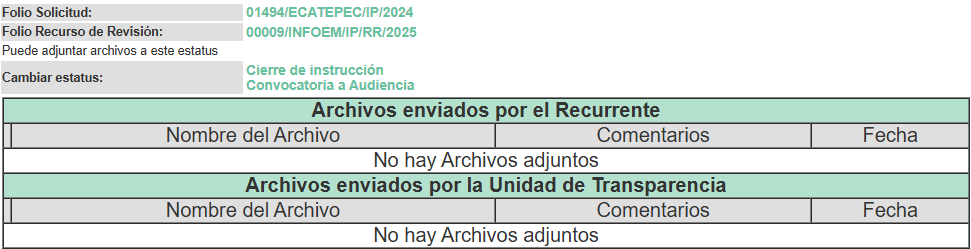 Folio Solicitud: 01494/ECATEPEC/IP/2024
Folio Recurso de Revisión: 00009/INFOEM/IP/RR/2025
Puede adjuntar archivos a este estatus
Cambiar estatus: Cierre de instrucción
Convocatoria a Audiencia
Archivos enviados por el Recurrente
Nombre del Archivo Comentarios Fecha
No hay Archivos adjuntos
Archivos enviados por la Unidad de Transparencia
Nombre del Archivo Comentarios Fecha
No hay Archivos adjuntos